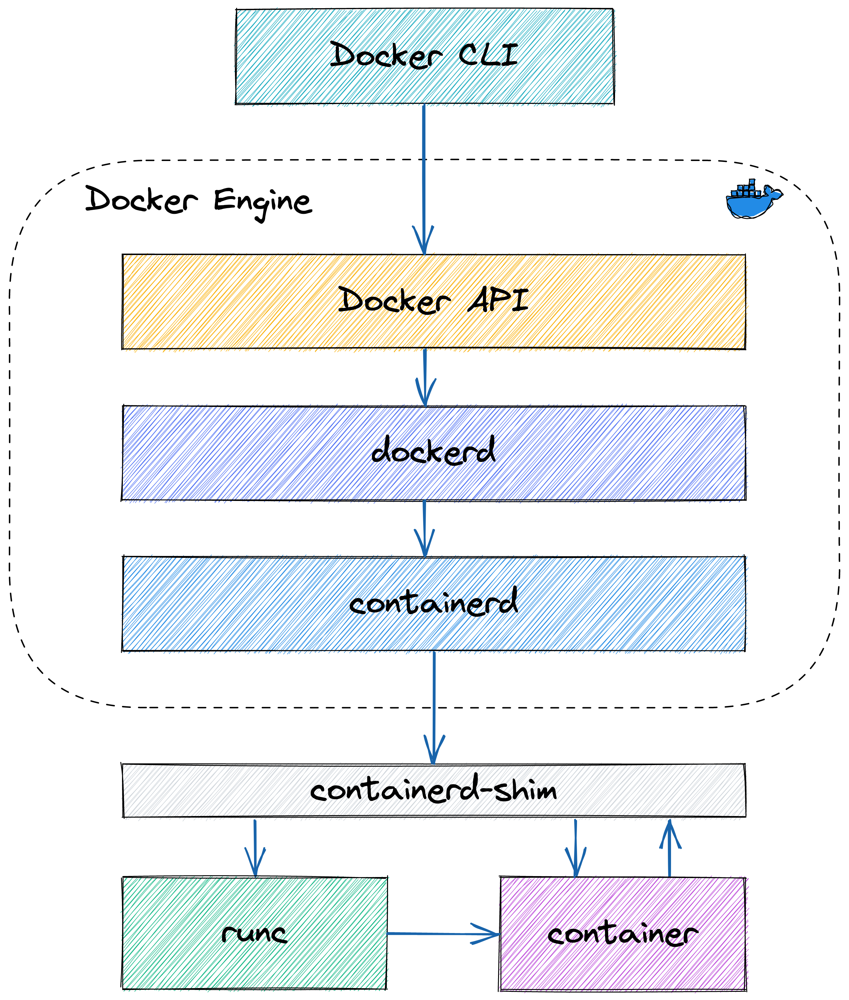 Docker CLI
Docker Engine
Docker API
dockerd
containerd
containerd-shim
runc
container